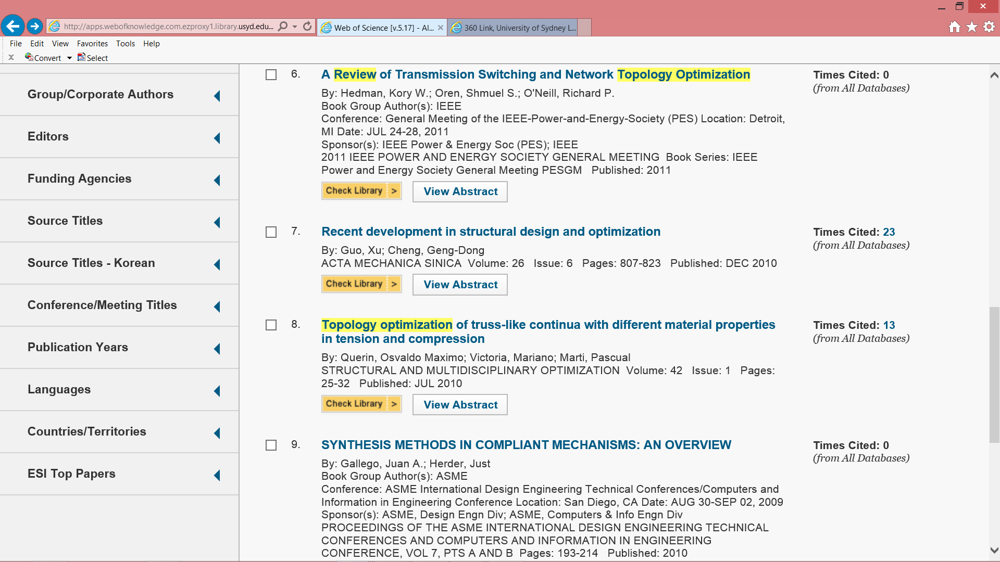 http://apps.webofknowledge.com.ezproxy1.library.usyd.edu...
Web of Science [v.5.17] - Al...
360 Link, University of Sydney L...
File Edit View Favorites Tools Help
x Convert Select
Group/Corporate Authors
Editors
Funding Agencies
Source Titles
Source Titles - Korean
Conference/Meeting Titles
Publication Years
Languages
Countries/Territories
ESI Top Papers
6. A Review of Transmission Switching and Network Topology Optimization
By: Hedman, Kory W.; Oren, Shmuel S.; O'Neill, Richard P.
Book Group Author(s): IEEE
Conference: General Meeting of the IEEE-Power-and-Energy-Society (PES) Location: Detroit,
MI Date: JUL 24-28, 2011
Sponsor(s): IEEE Power & Energy Soc (PES); IEEE
2011 IEEE POWER AND ENERGY SOCIETY GENERAL MEETING Book Series: IEEE
Power and Energy Society General Meeting PESGM Published: 2011
Check Library > View Abstract
Times Cited: 0
(from All Databases)
7. Recent development in structural design and optimization
By: Guo, Xu; Cheng, Geng-Dong
ACTA MECHANICA SINICA Volume: 26 Issue: 6 Pages: 807-823 Published: DEC 2010
Check Library > View Abstract
Times Cited: 23
(from All Databases)
8. Topology optimization of truss-like continua with different material properties
in tension and compression
By: Querin, Osvaldo Maximo; Victoria, Mariano; Marti, Pascual
STRUCTURAL AND MULTIDISCIPLINARY OPTIMIZATION Volume: 42 Issue: 1 Pages:
25-32 Published: JUL 2010
Check Library > View Abstract
Times Cited: 13
(from All Databases)
9. SYNTHESIS METHODS IN COMPLIANT MECHANISMS: AN OVERVIEW
By: Gallego, Juan A.; Herder, Just
Book Group Author(s): ASME
Conference: ASME International Design Engineering Technical Conferences/Computers and
Information in Engineering Conference Location: San Diego, CA Date: AUG 30-SEP 02, 2009
Sponsor(s): ASME, Design Engn Div; ASME, Computers & Info Engn Div
PROCEEDINGS OF THE ASME INTERNATIONAL DESIGN ENGINEERING TECHNICAL
CONFERENCES AND COMPUTERS AND INFORMATION IN ENGINEERING
CONFERENCE, VOL 7, PTS A AND B Pages: 193-214 Published: 2010
Times Cited: 0
(from All Databases)